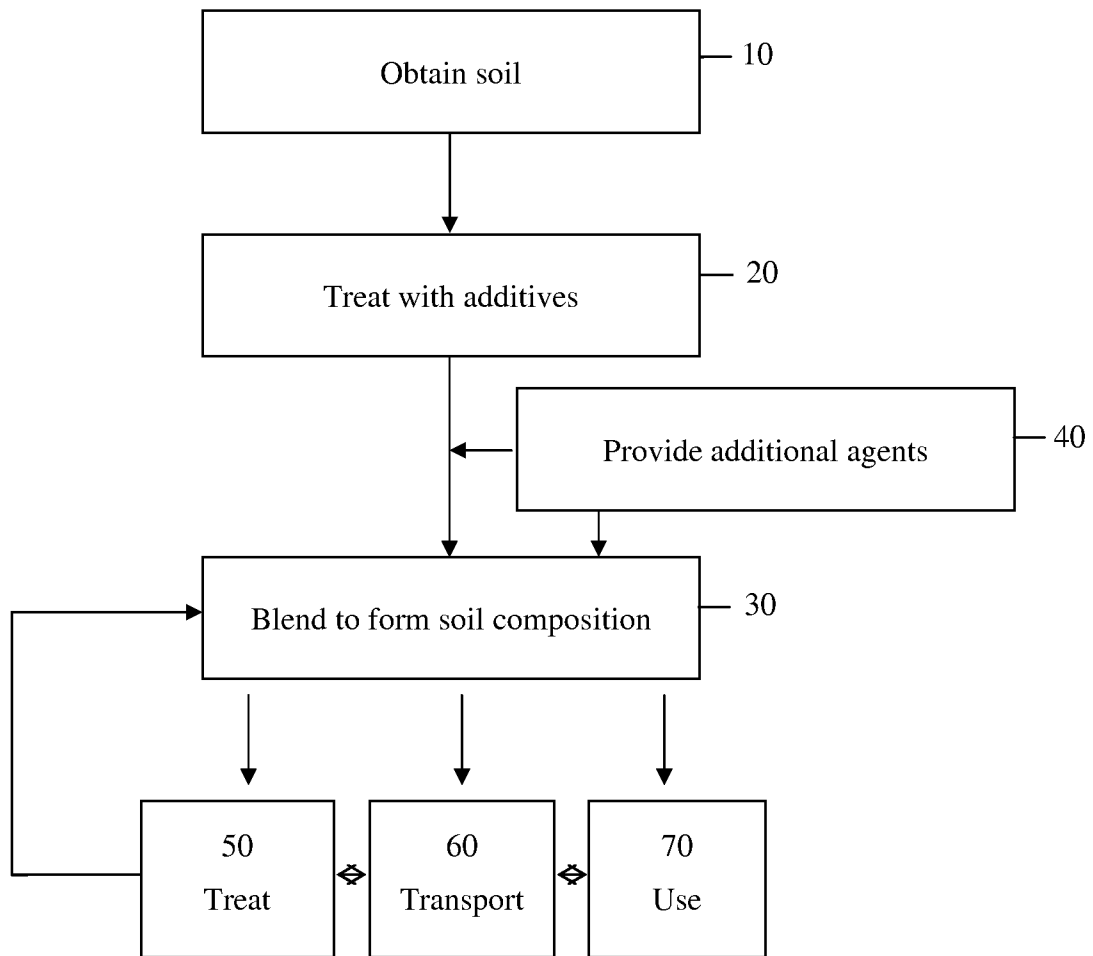 Obtain soil
10
Treat with additives
20
Provide additional agents
40
Blend to form soil composition
30
50
Treat
60
Transport
70
Use